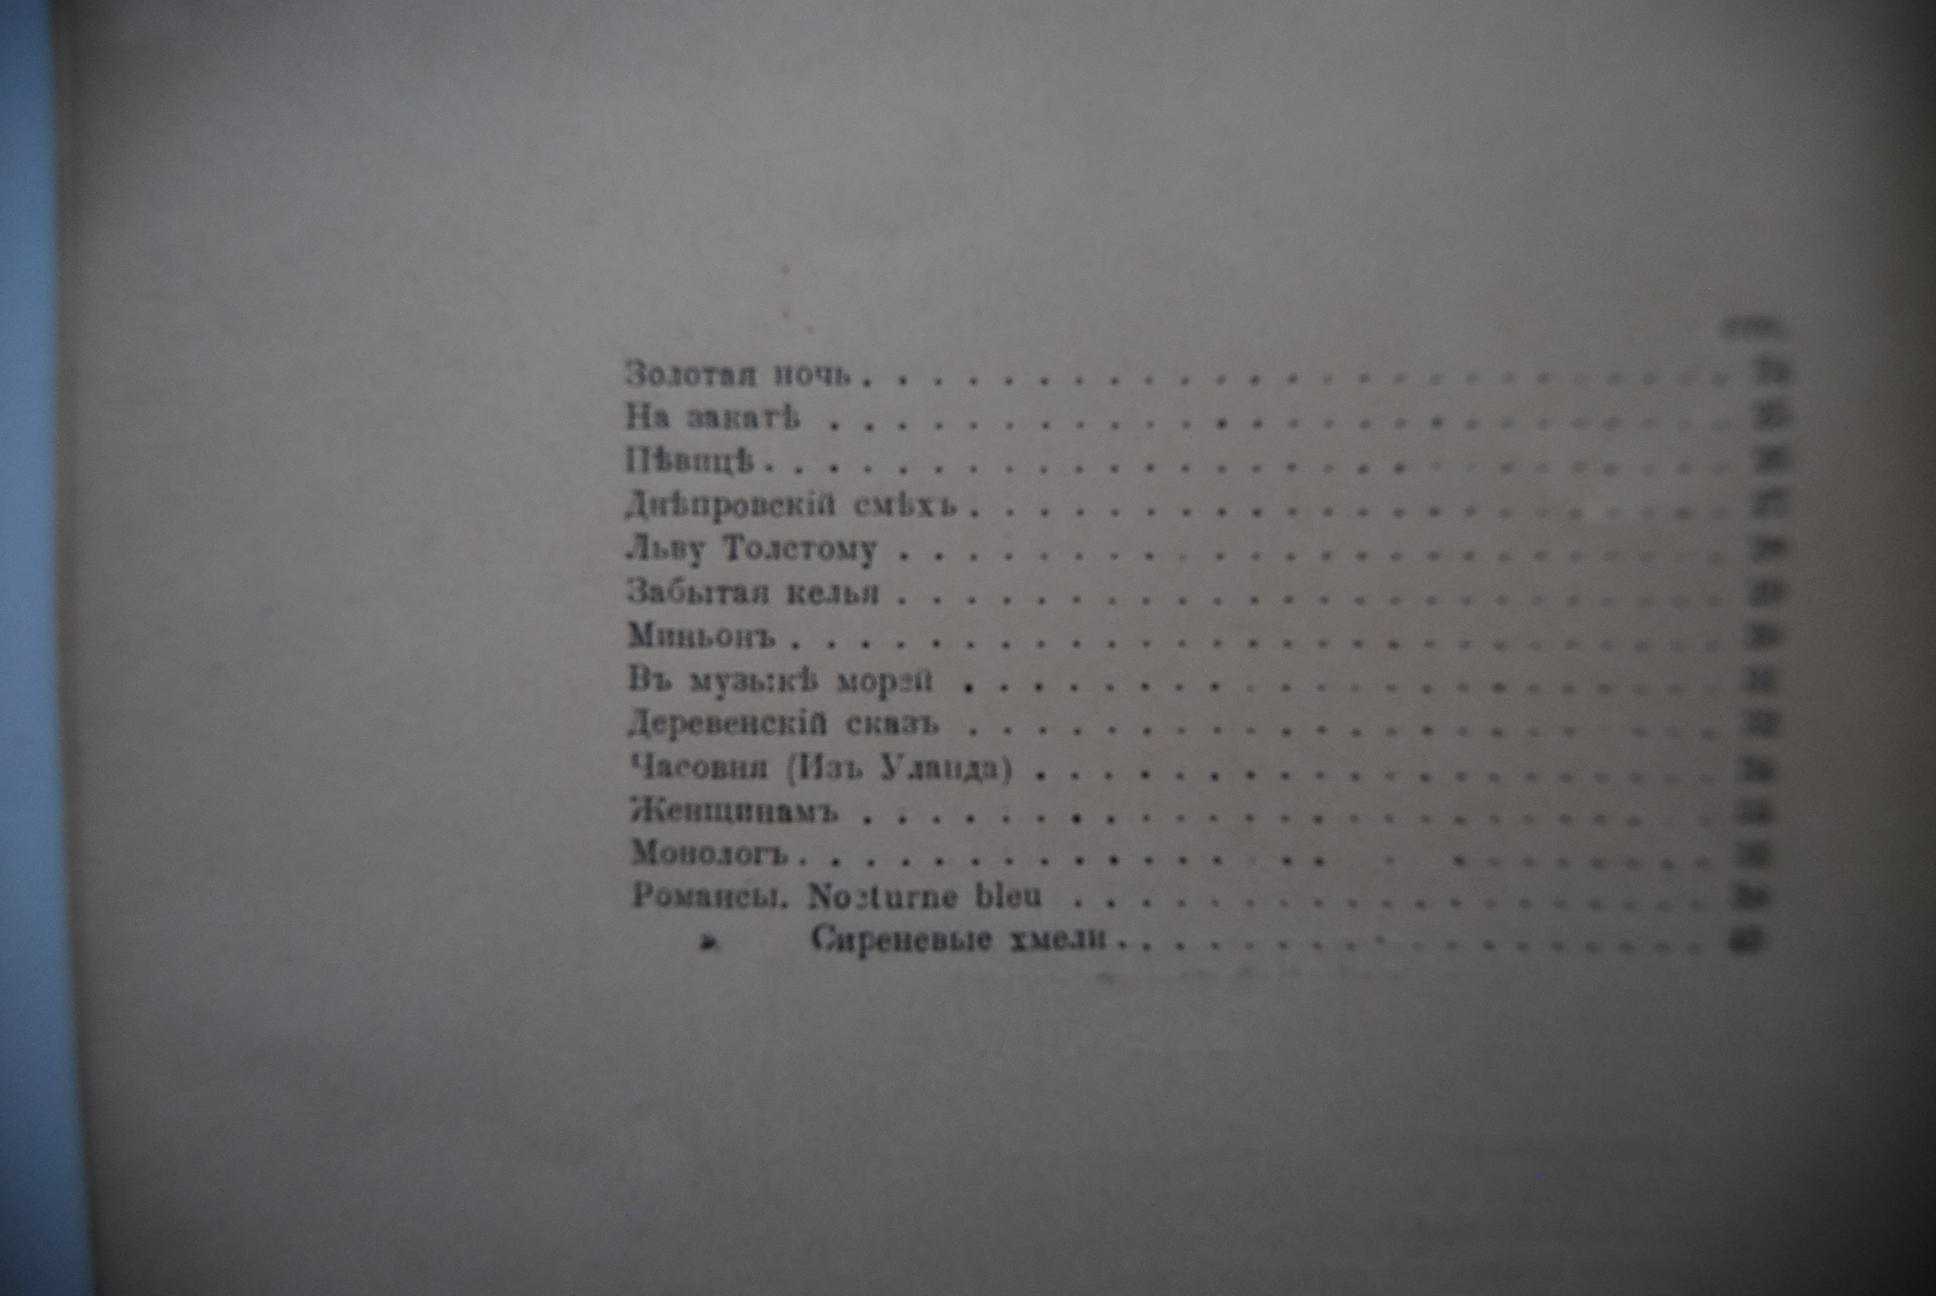 Золотая ночь
На закатѣ
Пѣвицѣ
Днѣпровскій смѣхъ
Льву Толстому
Забытая келья
Миньонъ
Въ музыкѣ морей
Деревенскій сказъ
Часовня (Изъ Уланда)
Женщинамъ
Монологъ
Романсы. Nocturne bleu
» Сиреневые хмели